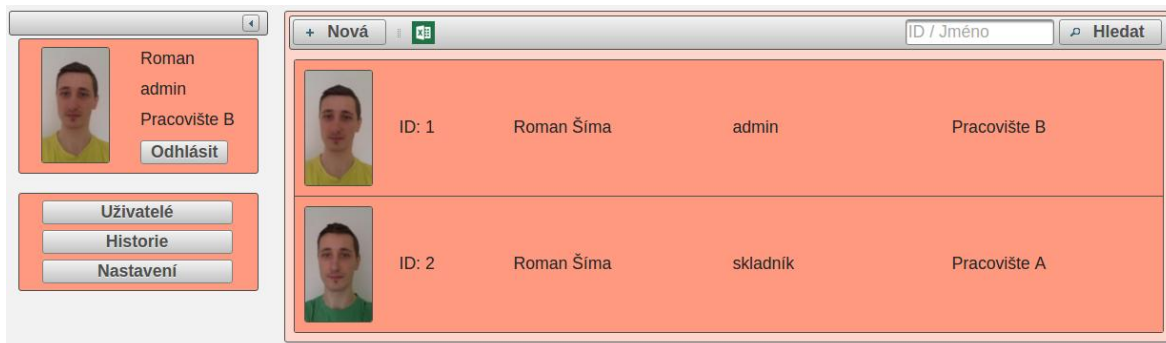 Roman
admin
Pracovište B
Odhlásit
Uživatelé
Historie
Nastavení
+ Nová
ID / Jméno
Hledat
ID: 1 Roman Šíma admin Pracovište B
ID: 2 Roman Šíma skladník Pracovište A